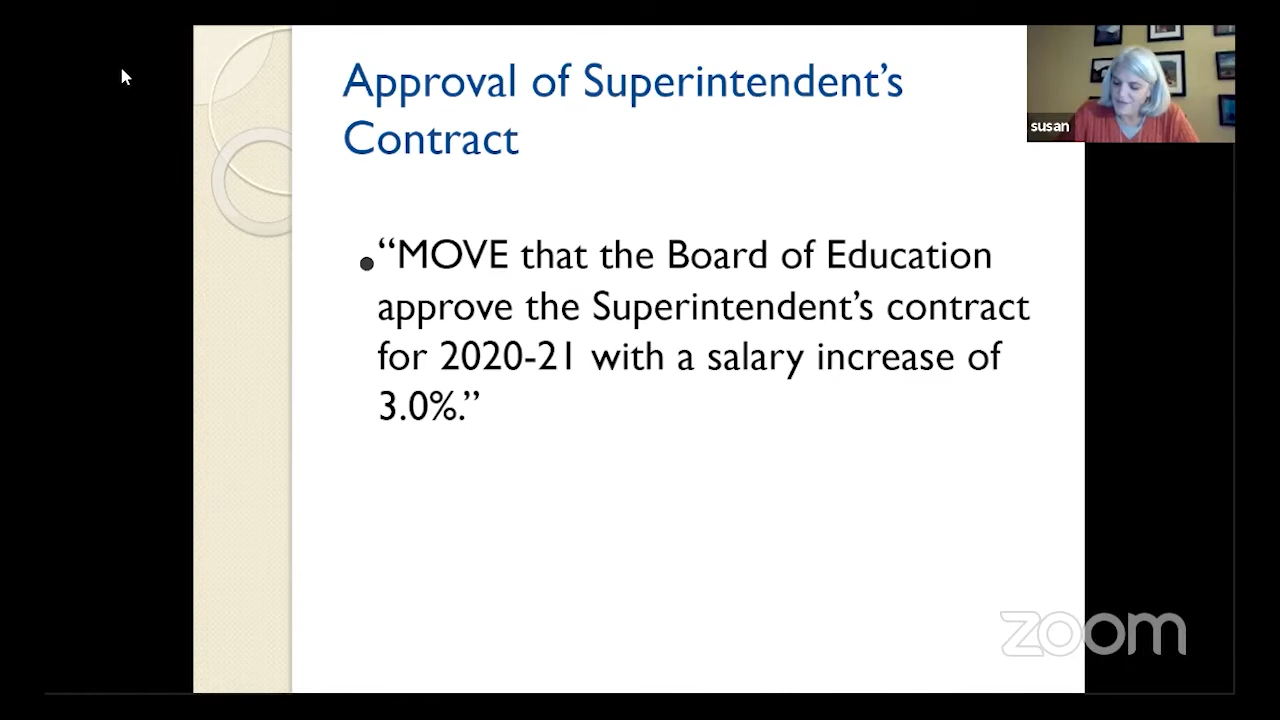 Approval of Superintendent’s
Contract
susan
“MOVE that the Board of Education
approve the Superintendent’s contract
for 2020-21 with a salary increase of
3.0%.”
zoom